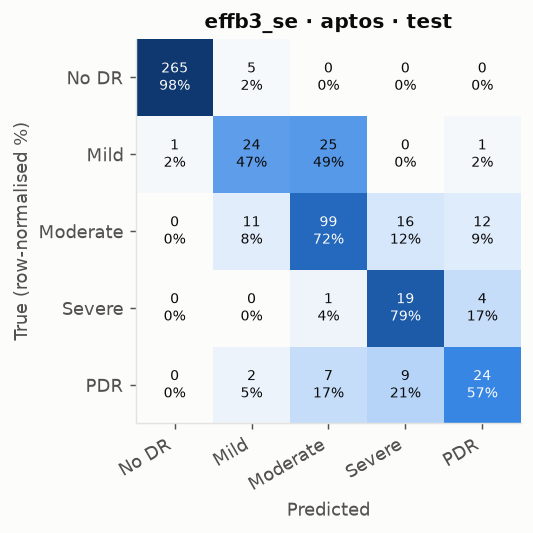 effb3_se · aptos · test
True (row-normalised %)
No DR
265 5 0 0 0
98% 2% 0% 0% 0%
Mild
1 24 25 0 1
2% 47% 49% 0% 2%
Moderate
0 11 99 16 12
0% 8% 72% 12% 9%
Severe
0 0 1 19 4
0% 0% 4% 79% 17%
PDR
0 2 7 9 24
0% 5% 17% 21% 57%
No DR Mild Moderate Severe PDR
Predicted